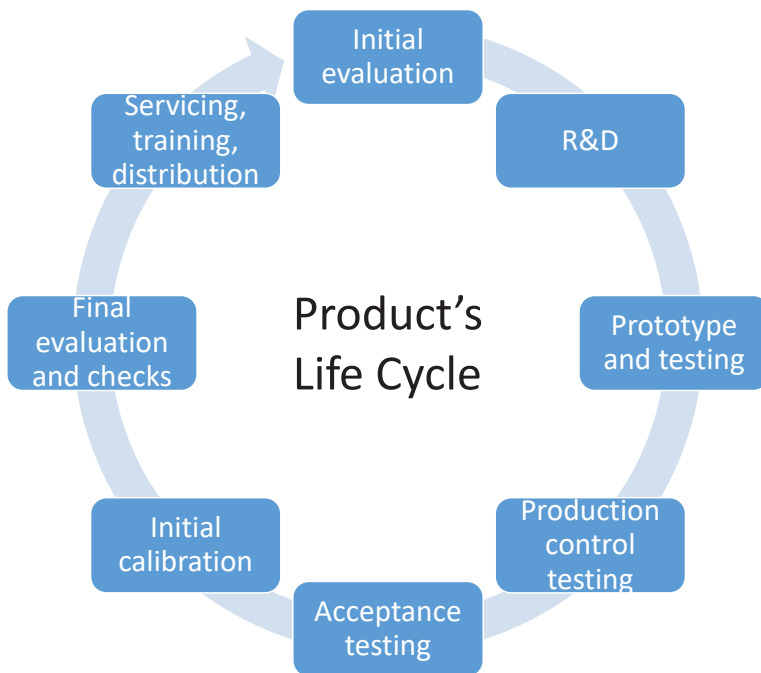 Initial
evaluation
R&D
Prototype
and testing
Production
control
testing
Acceptance
testing
Initial
calibration
Final
evaluation
and checks
Servicing,
training,
distribution
Product’s
Life Cycle